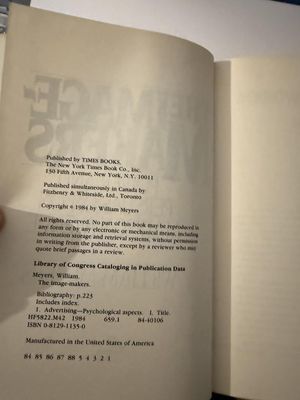 Published by TIMES BOOKS,
The New York Times Book Co., Inc.
130 Fifth Avenue, New York, N.Y. 10011
Published simultaneously in Canada by
Fitzhenry & Whiteside, Ltd., Toronto
Copyright © 1984 by William Meyers
All rights reserved. No part of this book may be reproduced in
any form or by any electronic or mechanical means, including
information storage and retrieval systems, without permission
in writing from the publisher, except by a reviewer who may
quote brief passages in a review.
Library of Congress Cataloging in Publication Data
Meyers, William.
The image-makers.
Bibliography: p.223
Includes index.
1. Advertising—Psychological aspects. I. Title.
HF5822.M42 1984 659.1 84-40106
ISBN 0-8129-1135-0
Manufactured in the United States of America
84 85 86 87 88 5 4 3 2 1